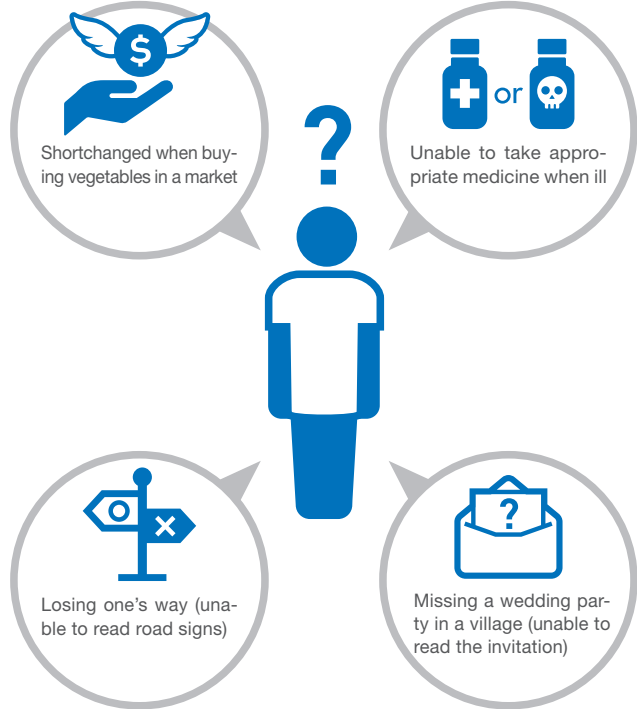 $
or
Shortchanged when buy-
ing vegetables in a market
Unable to take appro-
priate medicine when ill
?
Losing one's way (una-
ble to read road signs)
?
Missing a wedding par-
ty in a village (unable to
read the invitation)